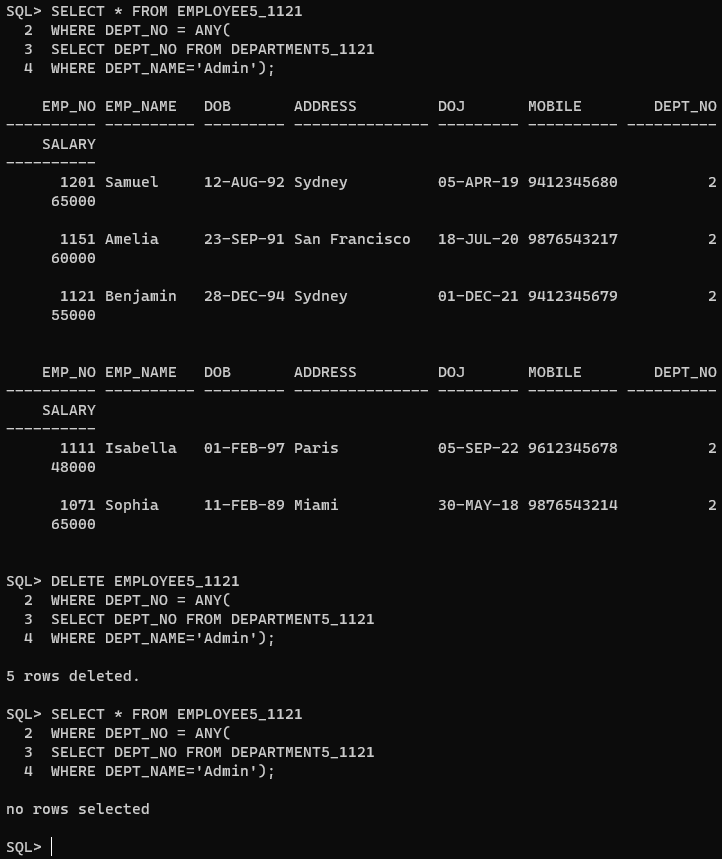 SQL> SELECT * FROM EMPLOYEE5_1121
  2  WHERE DEPT_NO = ANY(
  3  SELECT DEPT_NO FROM DEPARTMENT5_1121
  4  WHERE DEPT_NAME='Admin');
    EMP_NO EMP_NAME   DOB       ADDRESS         DOJ       MOBILE        DEPT_NO
---------- ---------- --------- --------------- --------- ---------- ----------
    SALARY
----------
      1201 Samuel     12-AUG-92 Sydney          05-APR-19 9412345680          2
     65000
      1151 Amelia     23-SEP-91 San Francisco   18-JUL-20 9876543217          2
     60000
      1121 Benjamin   28-DEC-94 Sydney          01-DEC-21 9412345679          2
     55000
    EMP_NO EMP_NAME   DOB       ADDRESS         DOJ       MOBILE        DEPT_NO
---------- ---------- --------- --------------- --------- ---------- ----------
    SALARY
----------
      1111 Isabella   01-FEB-97 Paris           05-SEP-22 9612345678          2
     48000
      1071 Sophia     11-FEB-89 Miami           30-MAY-18 9876543214          2
     65000
SQL> DELETE EMPLOYEE5_1121
  2  WHERE DEPT_NO = ANY(
  3  SELECT DEPT_NO FROM DEPARTMENT5_1121
  4  WHERE DEPT_NAME='Admin');
5 rows deleted.
SQL> SELECT * FROM EMPLOYEE5_1121
  2  WHERE DEPT_NO = ANY(
  3  SELECT DEPT_NO FROM DEPARTMENT5_1121
  4  WHERE DEPT_NAME='Admin');
no rows selected
SQL>